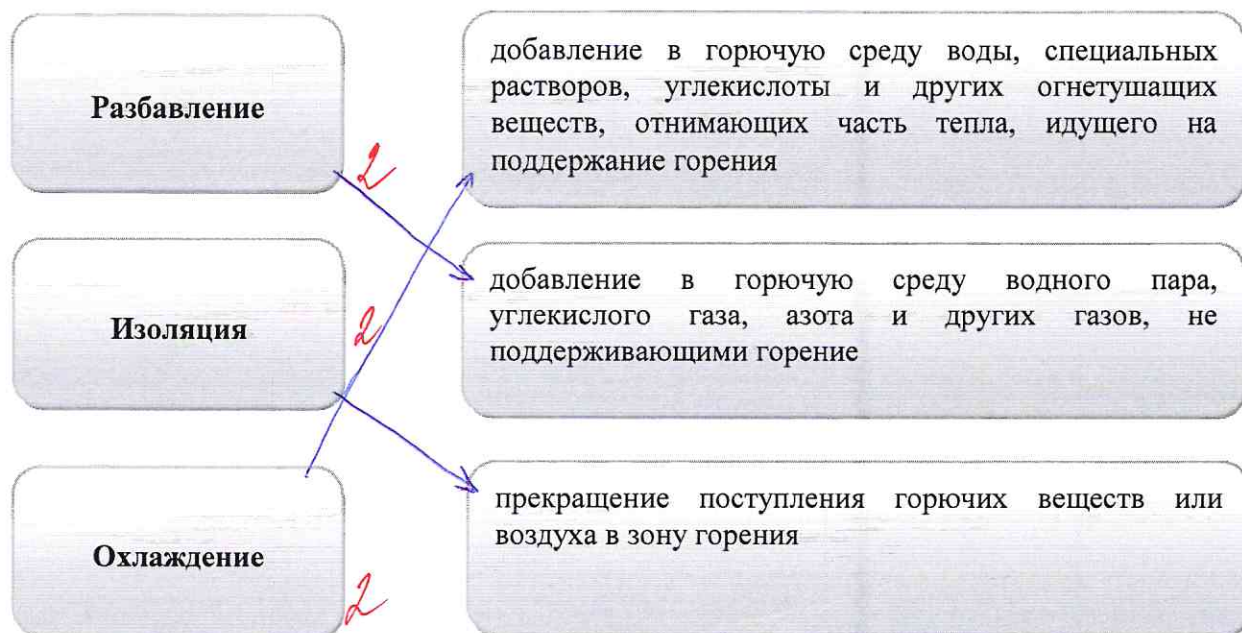 Разбавление
добавление в горючую среду воды, специальных
растворов, углекислоты и других огнетушащих
веществ, отнимающих часть тепла, идущего на
поддержание горения
2
Изоляция
добавление в горючую среду водного пара,
углекислого газа, азота и других газов, не
поддерживающими горение
2
Охлаждение
прекращение поступления горючих веществ или
воздуха в зону горения
2